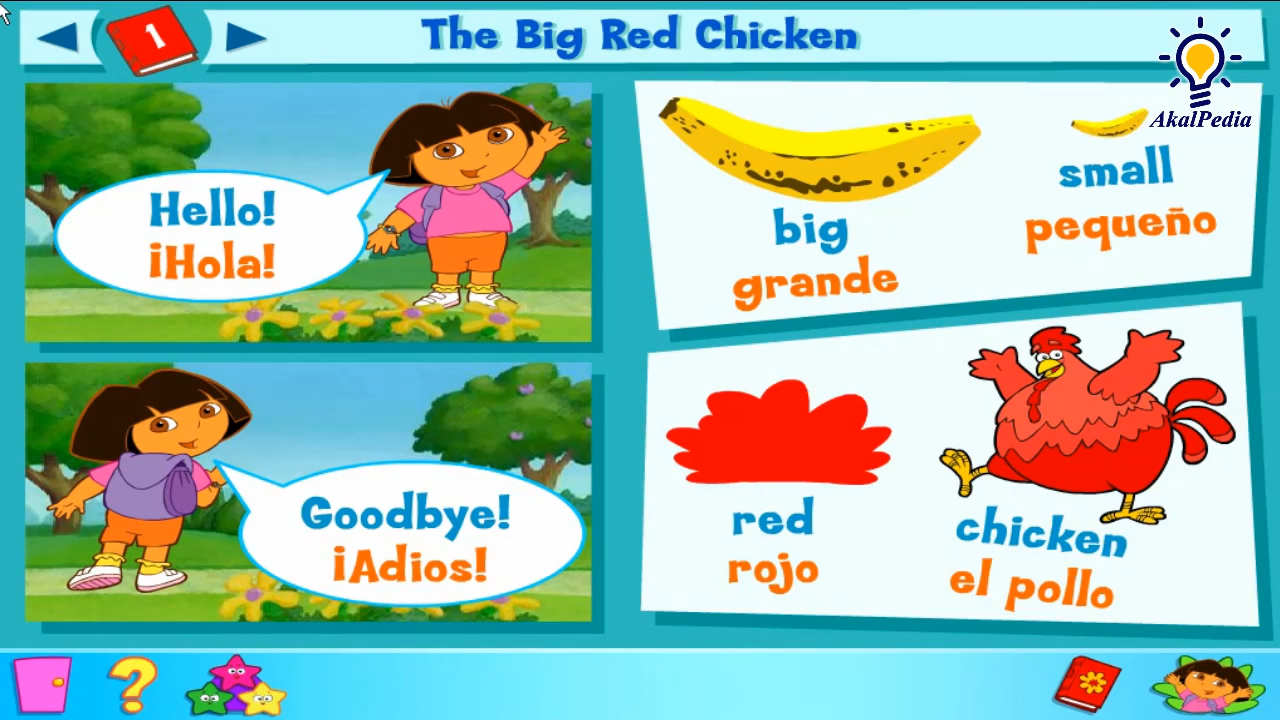 1
The Big Red Chicken
AkalPedia
Hello!
¡Hola!
big
grande
small
pequeño
Goodbye!
¡Adios!
red
rojo
chicken
el pollo
?